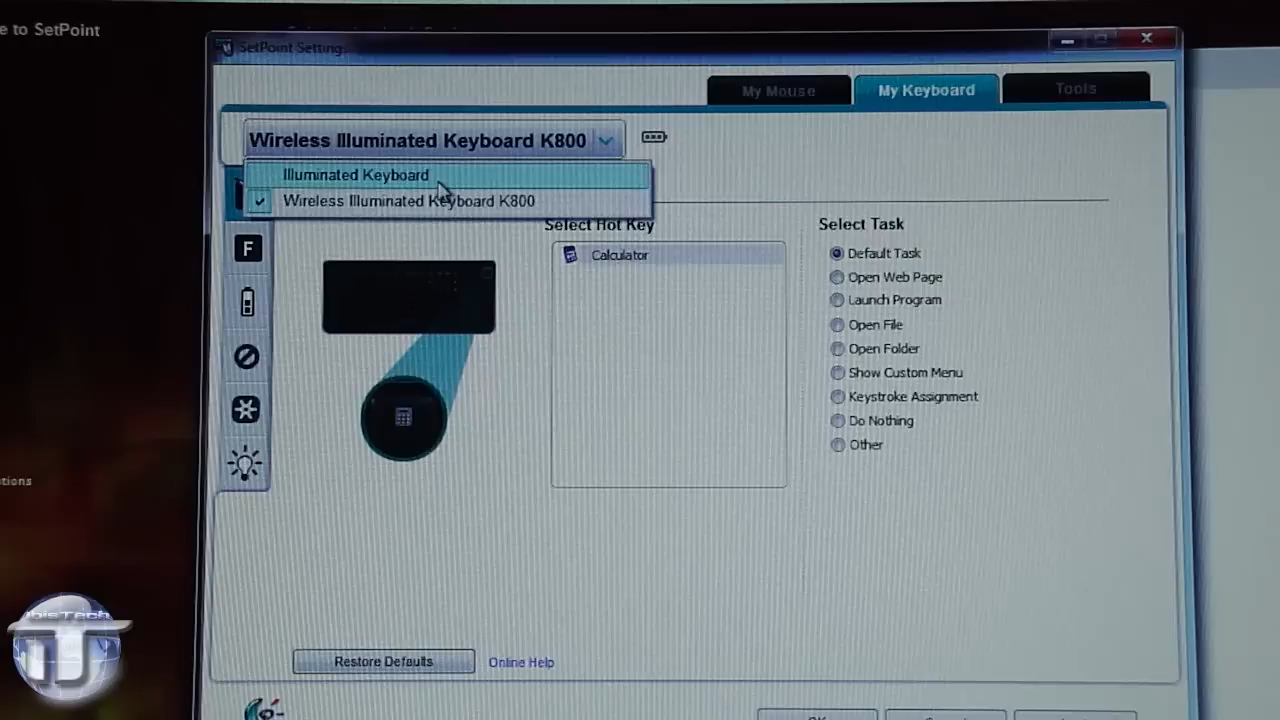 e to SetPoint
SetPoint Settings
My Mouse
My Keyboard
Tools
Wireless Illuminated Keyboard K800
Illuminated Keyboard
Wireless Illuminated Keyboard K800
Select Hot Key
Select Task
F
Calculator
Default Task
Open Web Page
Launch Program
Open File
Open Folder
Show Custom Menu
Keystroke Assignment
Do Nothing
Other
tions
Restore Defaults
Online Help